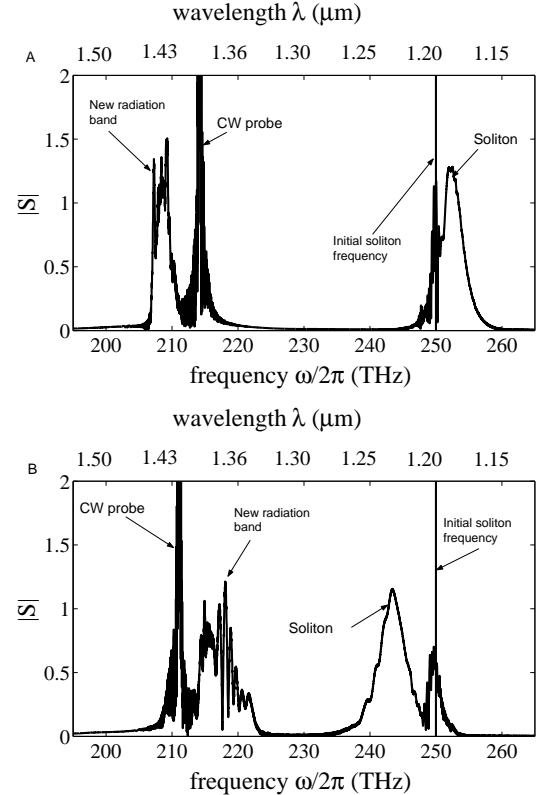 wavelength λ (μm)
1.50 1.43 1.36 1.30 1.25 1.20 1.15
A
2
New radiation
band
CW probe
Soliton
1.5
|S|
1
Initial soliton
frequency
0.5
0
200 210 220 230 240 250 260
frequency ω/2π (THz)
wavelength λ (μm)
1.50 1.43 1.36 1.30 1.25 1.20 1.15
B
2
CW probe
New radiation
band
Initial soliton
frequency
1.5
|S|
1
Soliton
0.5
0
200 210 220 230 240 250 260
frequency ω/2π (THz)